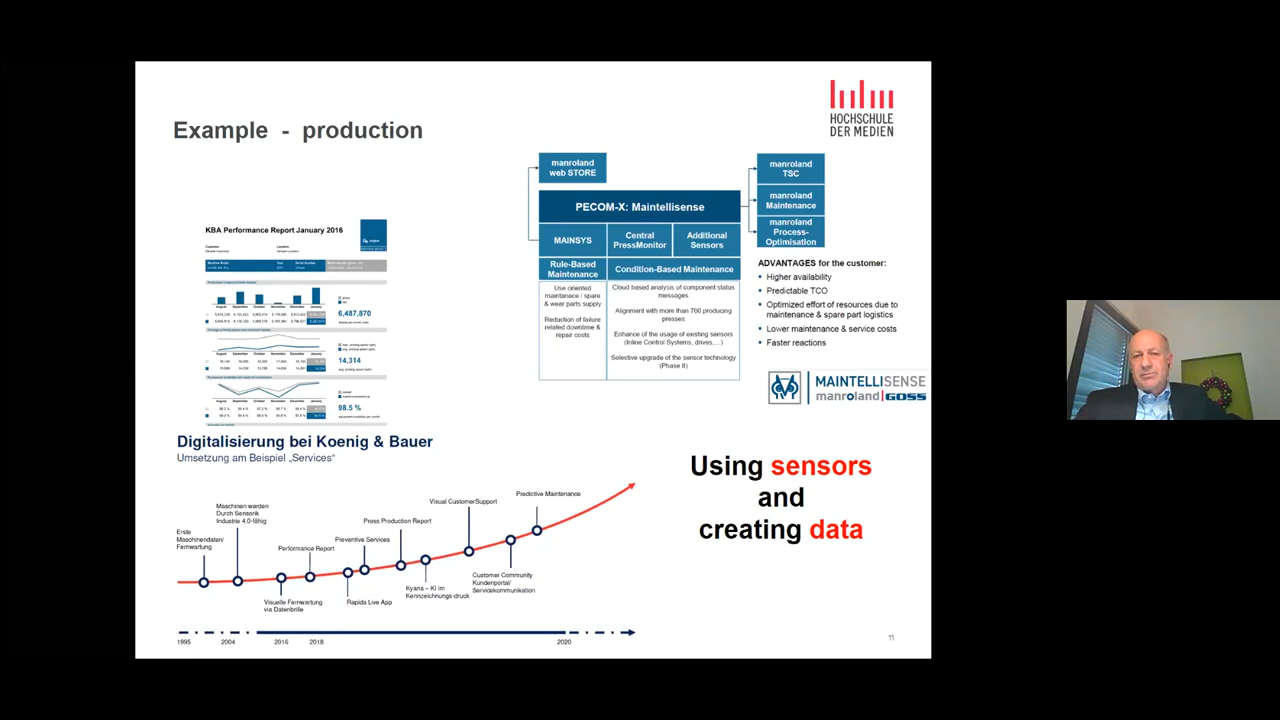 Example - production
HOCHSCHULE
DER MEDIEN
KBA Performance Report January 2016
6,487,870
14,314
98.5 %
manroland
web STORE
PECOM-X: Maintellisense
MAINSYS
Central
PressMonitor
Additional
Sensors
Rule-Based
Maintenance
Condition-Based Maintenance
Use oriented
maintenace / spare
& wear parts supply
Reduction of failure
related downtime &
repair costs
Cloud based analysis of component status
messages
Alignment with more than 700 producing
presses
Enhance of the usage of existing sensors
(Inline Control Systems, drives,...)
Selective upgrade of the sensor technology
(Phase II)
manroland
TSC
manroland
Maintenance
manroland
Process-
Optimisation
ADVANTAGES for the customer:
• Higher availability
• Predictable TCO
• Optimized effort of resources due to
maintenance & spare part logistics
• Lower maintenance & service costs
• Faster reactions
MAINTELLISENSE
manroland GOSS
Digitalisierung bei Koenig & Bauer
Umsetzung am Beispiel „Services“
Erste
Maschinendaten/
Fernwartung
Maschinen werden
Durch Sensorik
Industrie 4.0-fähig
Visuelle Fernwartung
via Datenbrille
Performance Report
Rapida Live App
Preventive Services
Press Production Report
Kyana – KI im
Kennzeichnungs-druck
Visual CustomerSupport
Customer Community
Kundenportal/
Servicekommunikation
Predictive Maintenance
1995 2004 2016 2018 2020
Using sensors
and
creating data
11